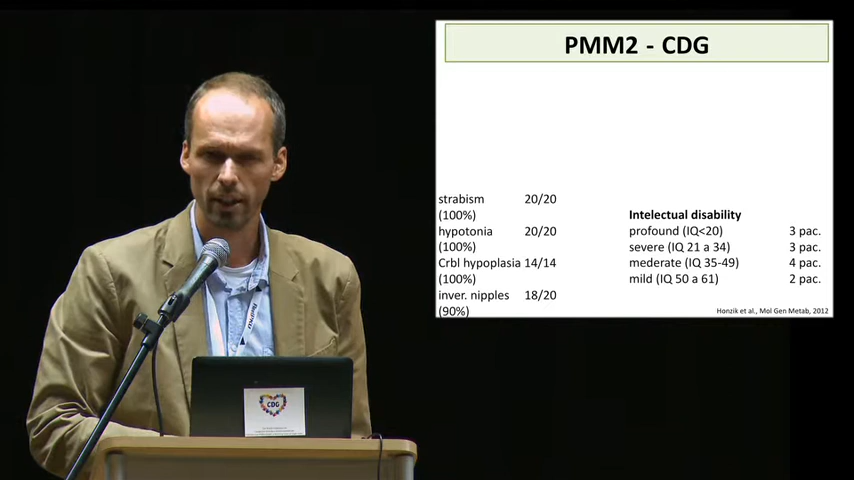 PMM2 - CDG
strabism 20/20
(100%)
hypotonia 20/20
(100%)
Crbl hypoplasia 14/14
(100%)
inver. nipples 18/20
(90%)
Intelectual disability
profound (IQ<20) 3 pac.
severe (IQ 21 a 34) 3 pac.
mederate (IQ 35-49) 4 pac.
mild (IQ 50 a 61) 2 pac.
Honzik et al., Mol Gen Metab, 2012
CDG